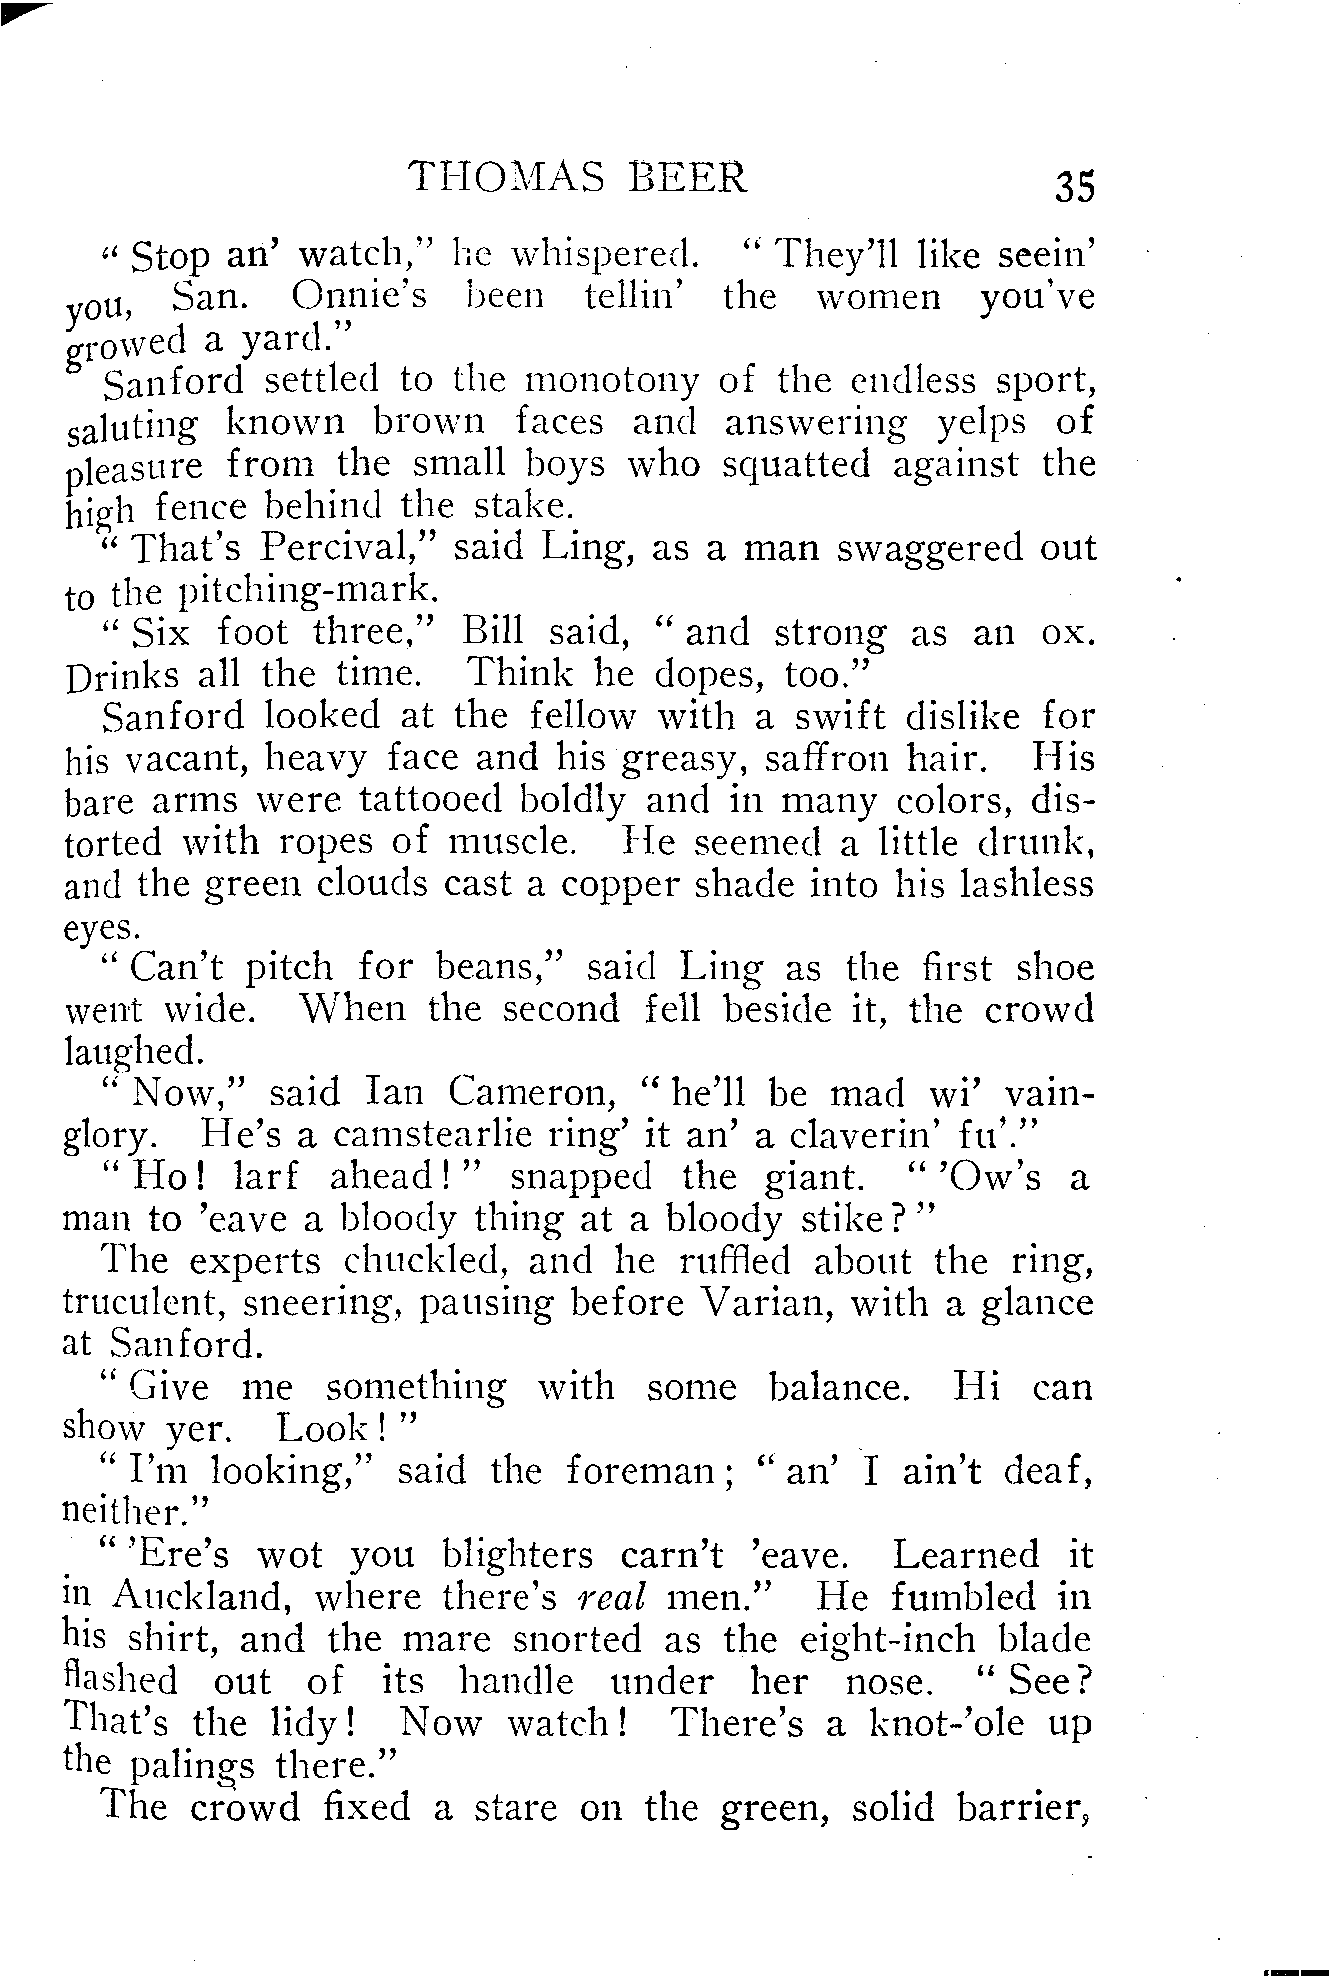 THOMAS BEER 35
“ Stop an’ watch,” he whispered. “ They’ll like seein’
you, San. Onnie’s been tellin’ the women you’ve
growed a yard.”
Sanford settled to the monotony of the endless sport,
saluting known brown faces and answering yelps of
pleasure from the small boys who squatted against the
high fence behind the stake.
“ That’s Percival,” said Ling, as a man swaggered out
to the pitching-mark.
“ Six foot three,” Bill said, “ and strong as an ox.
Drinks all the time. Think he dopes, too.”
Sanford looked at the fellow with a swift dislike for
his vacant, heavy face and his greasy, saffron hair. His
bare arms were tattooed boldly and in many colors, dis-
torted with ropes of muscle. He seemed a little drunk,
and the green clouds cast a copper shade into his lashless
eyes.
“ Can’t pitch for beans,” said Ling as the first shoe
went wide. When the second fell beside it, the crowd
laughed.
“ Now,” said Ian Cameron, “ he’ll be mad wi’ vain-
glory. He’s a camstearlie ring’ it an’ a claverin’ fu’.”
“ Ho! larf ahead! ” snapped the giant. “ ’Ow’s a
man to ’eave a bloody thing at a bloody stike? ”
The experts chuckled, and he ruffled about the ring,
truculent, sneering, pausing before Varian, with a glance
at Sanford.
“ Give me something with some balance. Hi can
show yer. Look! ”
“ I’m looking,” said the foreman; “ an’ I ain’t deaf,
neither.”
“ ’Ere’s wot you blighters carn’t ’eave. Learned it
in Auckland, where there’s real men.” He fumbled in
his shirt, and the mare snorted as the eight-inch blade
flashed out of its handle under her nose. “ See?
That’s the lidy! Now watch! There’s a knot-’ole up
the palings there.”
The crowd fixed a stare on the green, solid barrier,